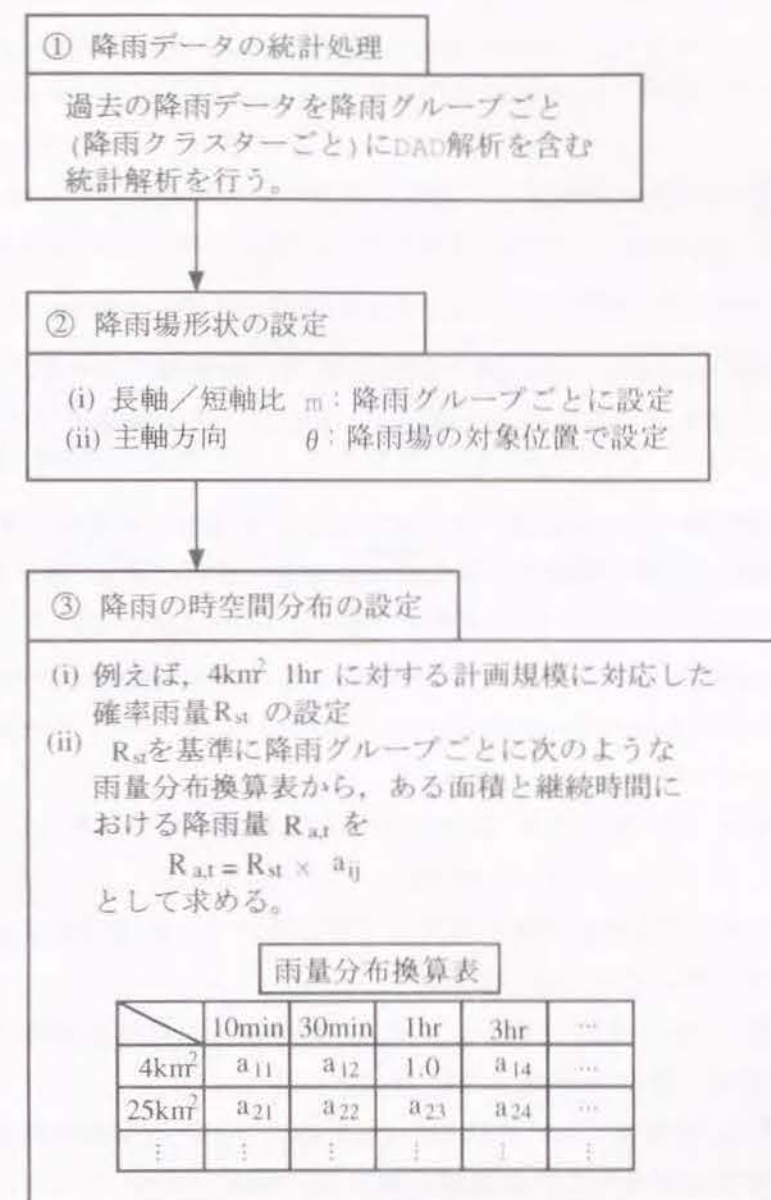 ① 降雨データの統計処理
過去の降雨データを降雨グループごと
(降雨クラスターごと)にDAD解析を含む
統計解析を行う。
② 降雨場形状の設定
(i) 長軸/短軸比 m:降雨グループごとに設定
(ii) 主軸方向 θ:降雨場の対象位置で設定
③ 降雨の時空間分布の設定
(i) 例えば, 4km² 1hr に対する計画規模に対応した
確率雨量Rst の設定
(ii) Rstを基準に降雨グループごとに次のような
雨量分布換算表から, ある面積と継続時間に
おける降雨量 Ra,t を
Ra,t = Rst × aij
として求める。
雨量分布換算表
10min 30min 1hr 3hr …
4km² a11 a12 1.0 a14 …
25km² a21 a22 a23 a24 …
⋮ ⋮ ⋮ ⋮ ⋮ ⋮